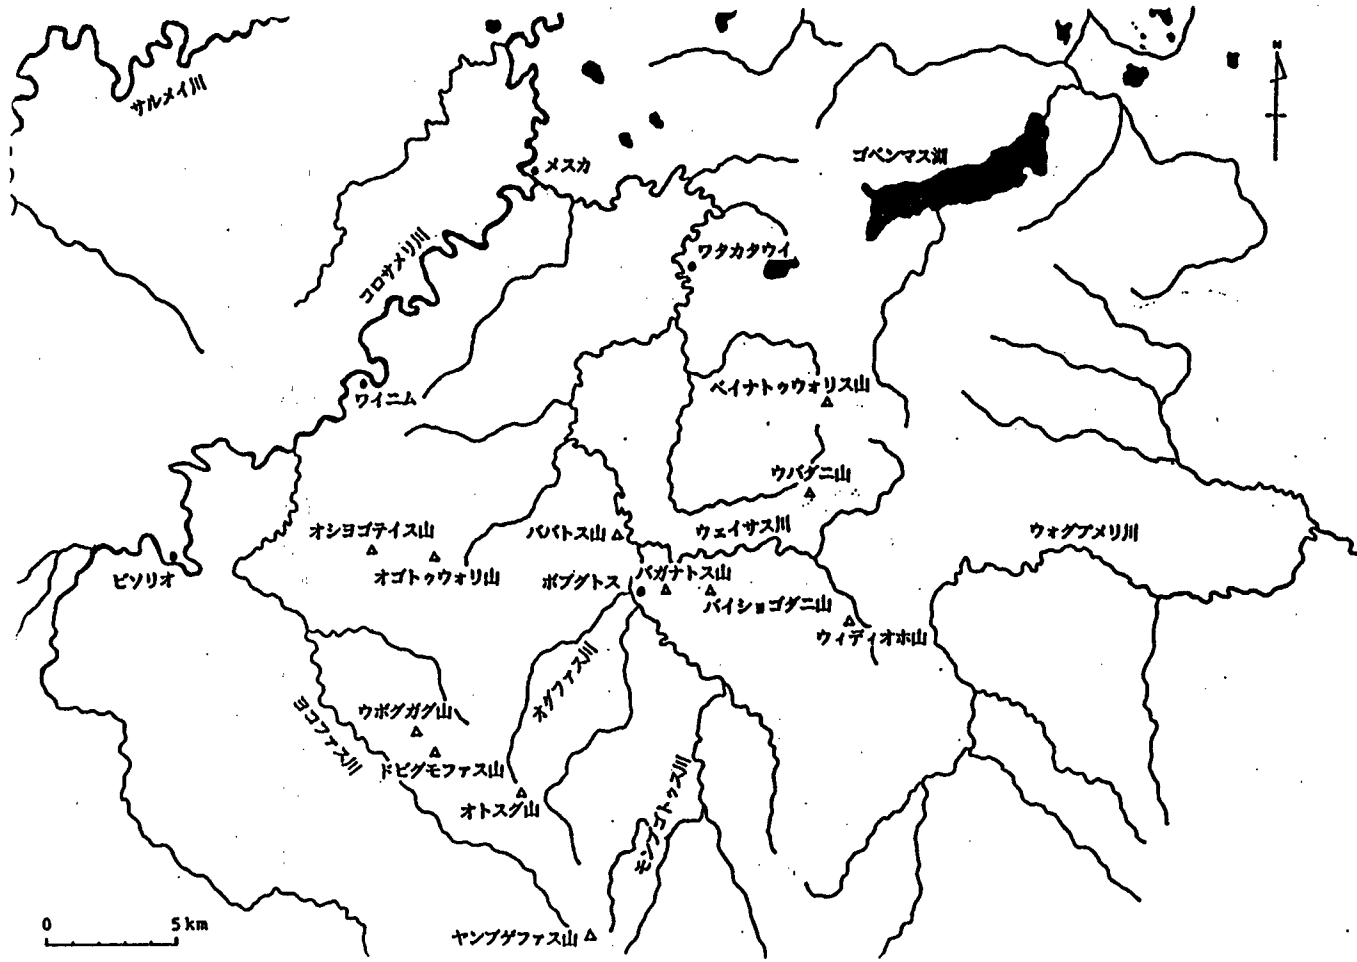 N
サルメイ川
ゴペンマス湖
メスカ
コロサメリ川
ワタカタウイ
ワイニム
ペイナトゥウォリス山
ウバダニ山
オシヨゴテイス山
ババトス山
ウェイサス川
ウォグプメリ川
ビソリオ
オゴトゥウォリ山
ボブグトス
バガナトス山
バイショゴダニ山
ウィディオホ山
オグファス川
ヨコファス川
ウボグガグ山
ドビグモファス山
オトスグ山
モンブゴトゥス川
ヤンブゲファス山
0 5km